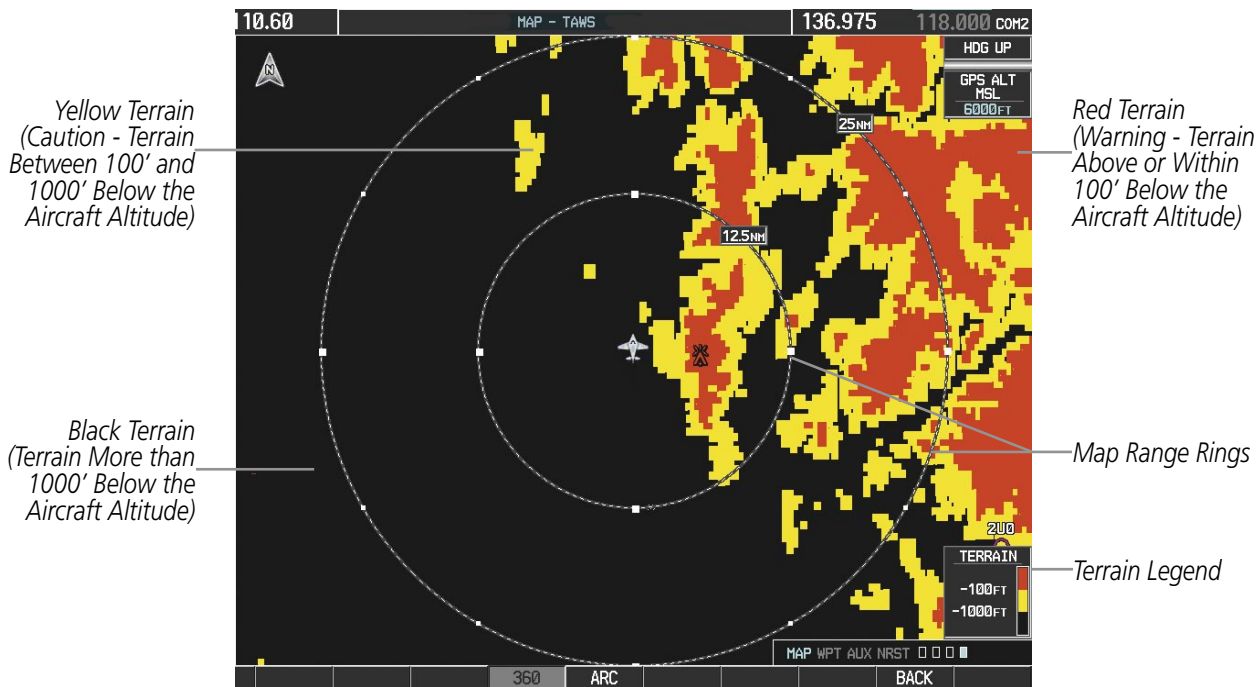 110.60 MAP - TAWS 136.975 118.000 COM2
HDG UP
GPS ALT
MSL
6000FT
Yellow Terrain
(Caution - Terrain
Between 100' and
1000' Below the
Aircraft Altitude)
Red Terrain
(Warning - Terrain
Above or Within
100' Below the
Aircraft Altitude)
N
25NM
12.5NM
Black Terrain
(Terrain More than
1000' Below the
Aircraft Altitude)
Map Range Rings
2U0
TERRAIN
-100FT
-1000FT
Terrain Legend
MAP WPT AUX NRST
360 ARC BACK